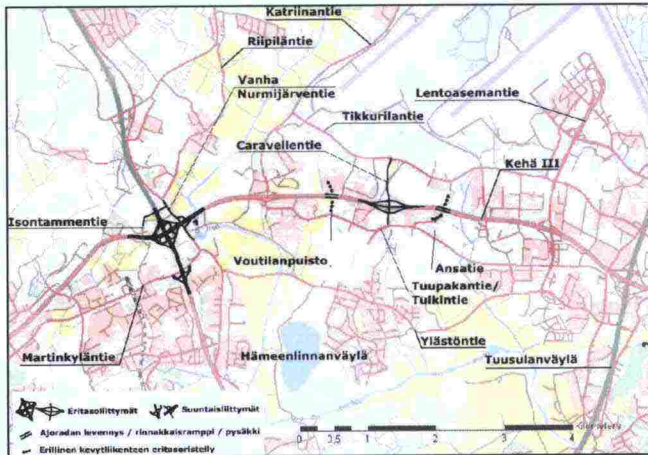 Katriinantie
Riipiläntie
Vanha
Nurmijärventie
Lentoasemantie
Tikkurilantie
Caravellentie
Kehä III
Isontammentie
Voutilanpuisto
Ansatie
Tuupakantie/
Tulkintie
Martinkyläntie
Hämeenlinnanväylä
Ylästöntie
Tuusulanväylä
Eritasoliittymät
Suuntaisliittymät
Ajoradan levennys / rinnakkaisramppi / pysäkki
Erillinen kevytliikenteen eritasoristeily
0 0,5 1 2 3 4